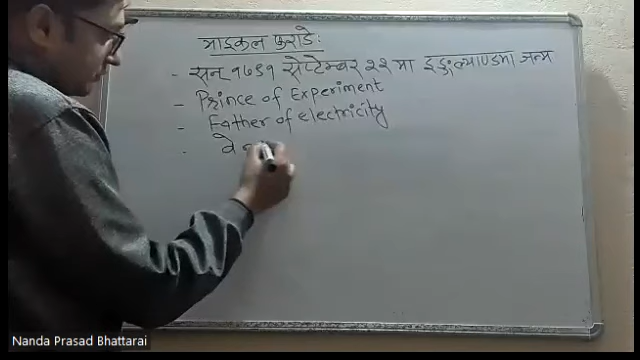 माइकल फुराडे:
- सन् १७९१ सेप्टेम्बर २२ मा इङ्ल्याण्डमा जन्म
- Prince of Experiment
- Father of electricity
-
Nanda Prasad Bhattarai